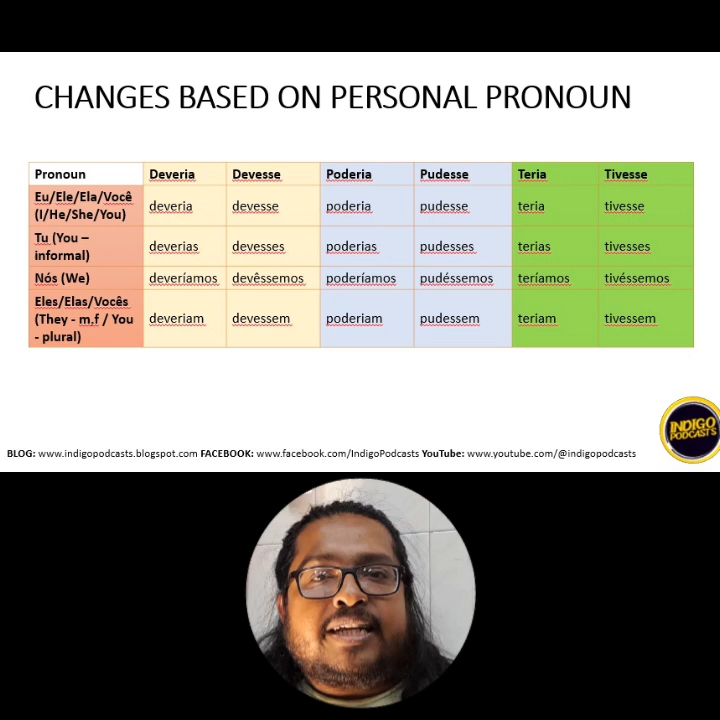 CHANGES BASED ON PERSONAL PRONOUN
Pronoun Deveria Devesse Poderia Pudesse Teria Tivesse
Eu/Ele/Ela/Você
(I/He/She/You) deveria devesse poderia pudesse teria tivesse
Tu (You –
informal) deverias devesses poderias pudesses terias tivesses
Nós (We) deveríamos devêssemos poderíamos pudéssemos teríamos tivéssemos
Eles/Elas/Vocês
(They - m,f / You
- plural) deveriam devessem poderiam pudessem teriam tivessem
INDIGO
PODCASTS
BLOG: www.indigopodcasts.blogspot.com FACEBOOK: www.facebook.com/IndigoPodcasts YouTube: www.youtube.com/@indigopodcasts